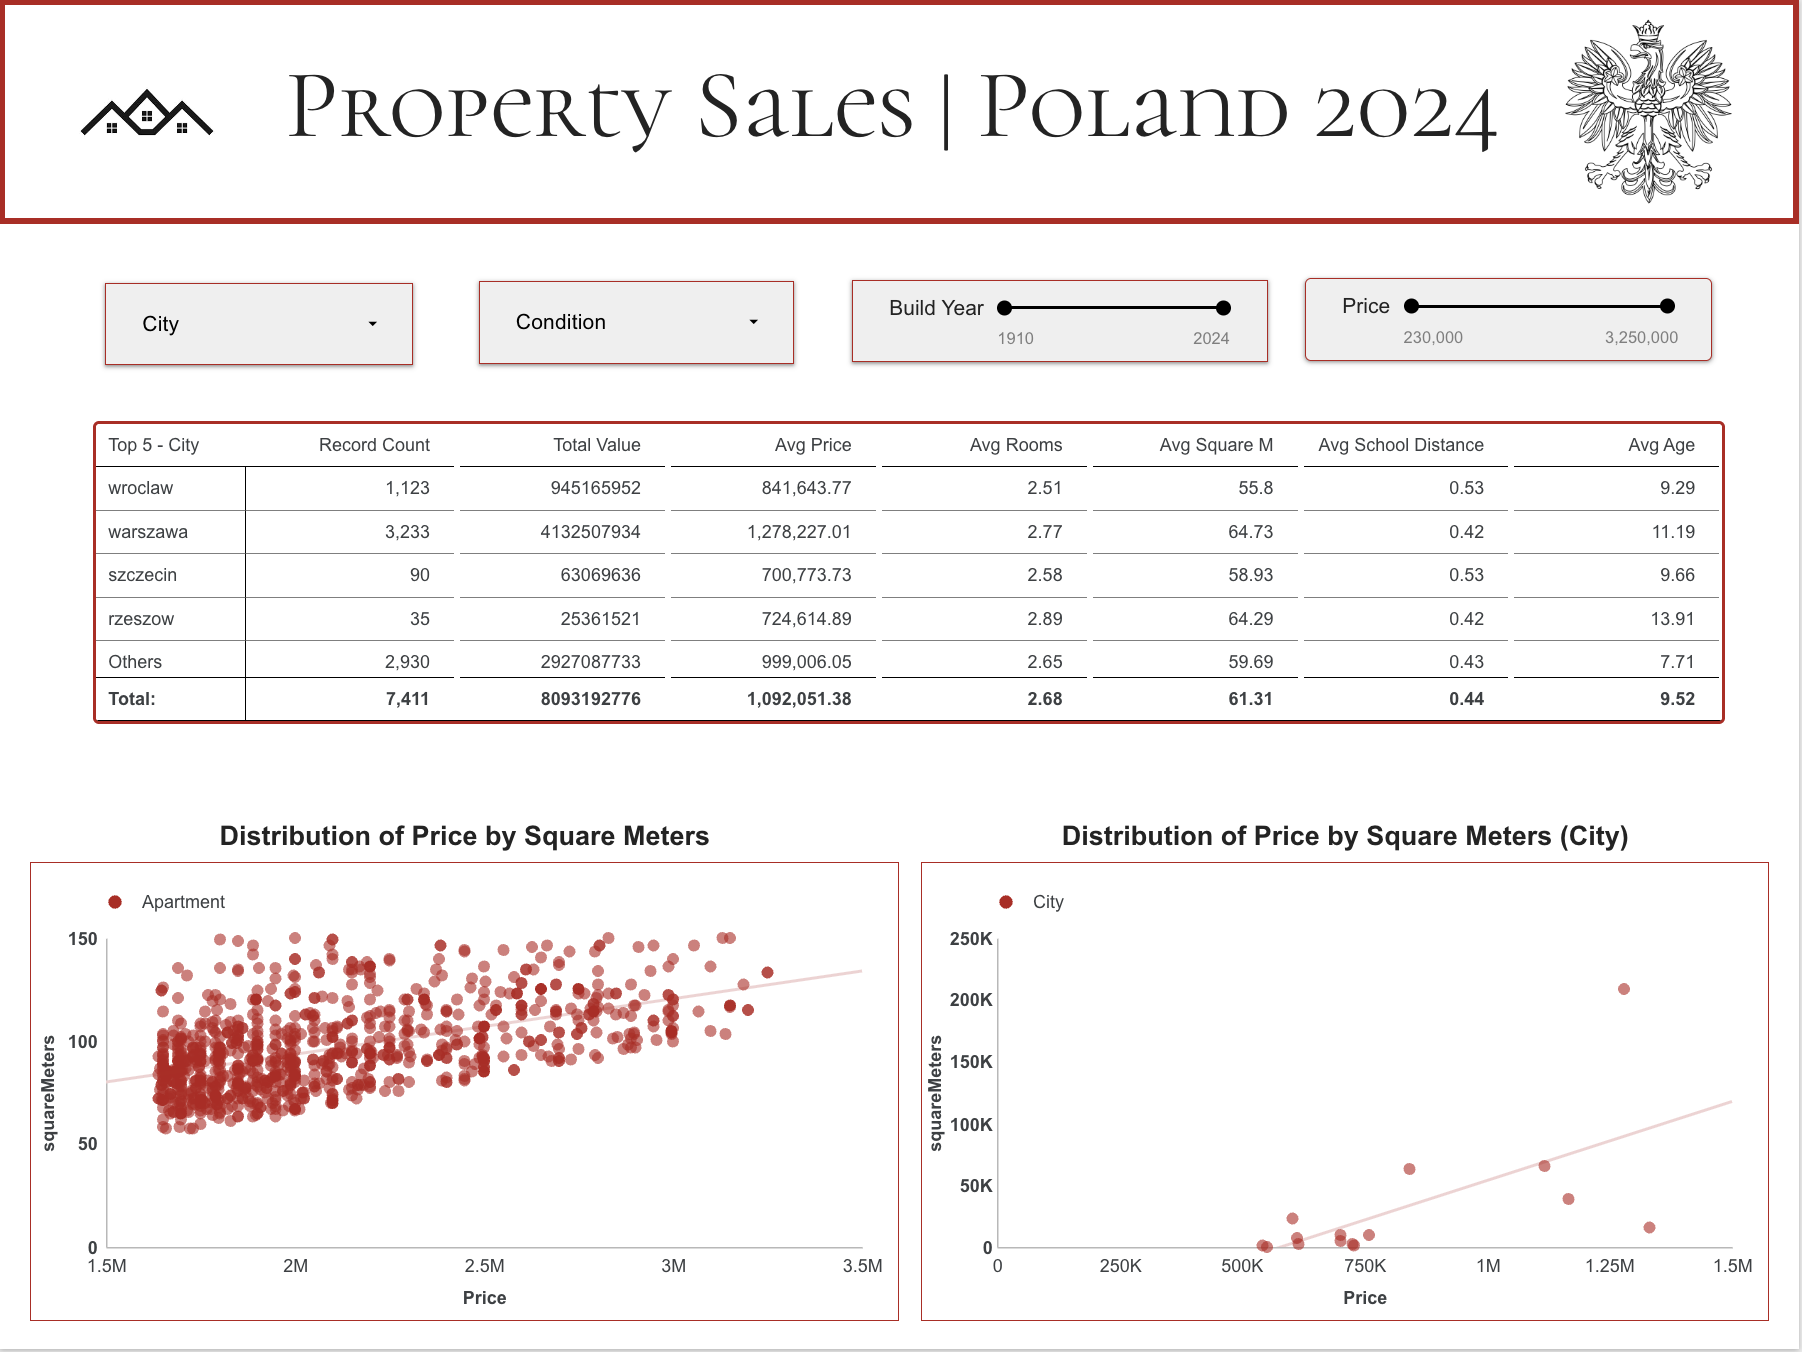 Property Sales | Poland 2024
City
Condition
Build Year
1910 2024
Price
230,000 3,250,000
Top 5 - City Record Count Total Value Avg Price Avg Rooms Avg Square M Avg School Distance Avg Age
wroclaw 1,123 945165952 841,643.77 2.51 55.8 0.53 9.29
warszawa 3,233 4132507934 1,278,227.01 2.77 64.73 0.42 11.19
szczecin 90 63069636 700,773.73 2.58 58.93 0.53 9.66
rzeszow 35 25361521 724,614.89 2.89 64.29 0.42 13.91
Others 2,930 2927087733 999,006.05 2.65 59.69 0.43 7.71
Total: 7,411 8093192776 1,092,051.38 2.68 61.31 0.44 9.52
Distribution of Price by Square Meters
Apartment
150
100
50
0
squareMeters
1.5M 2M 2.5M 3M 3.5M
Price
Distribution of Price by Square Meters (City)
City
250K
200K
150K
100K
50K
0
squareMeters
0 250K 500K 750K 1M 1.25M 1.5M
Price